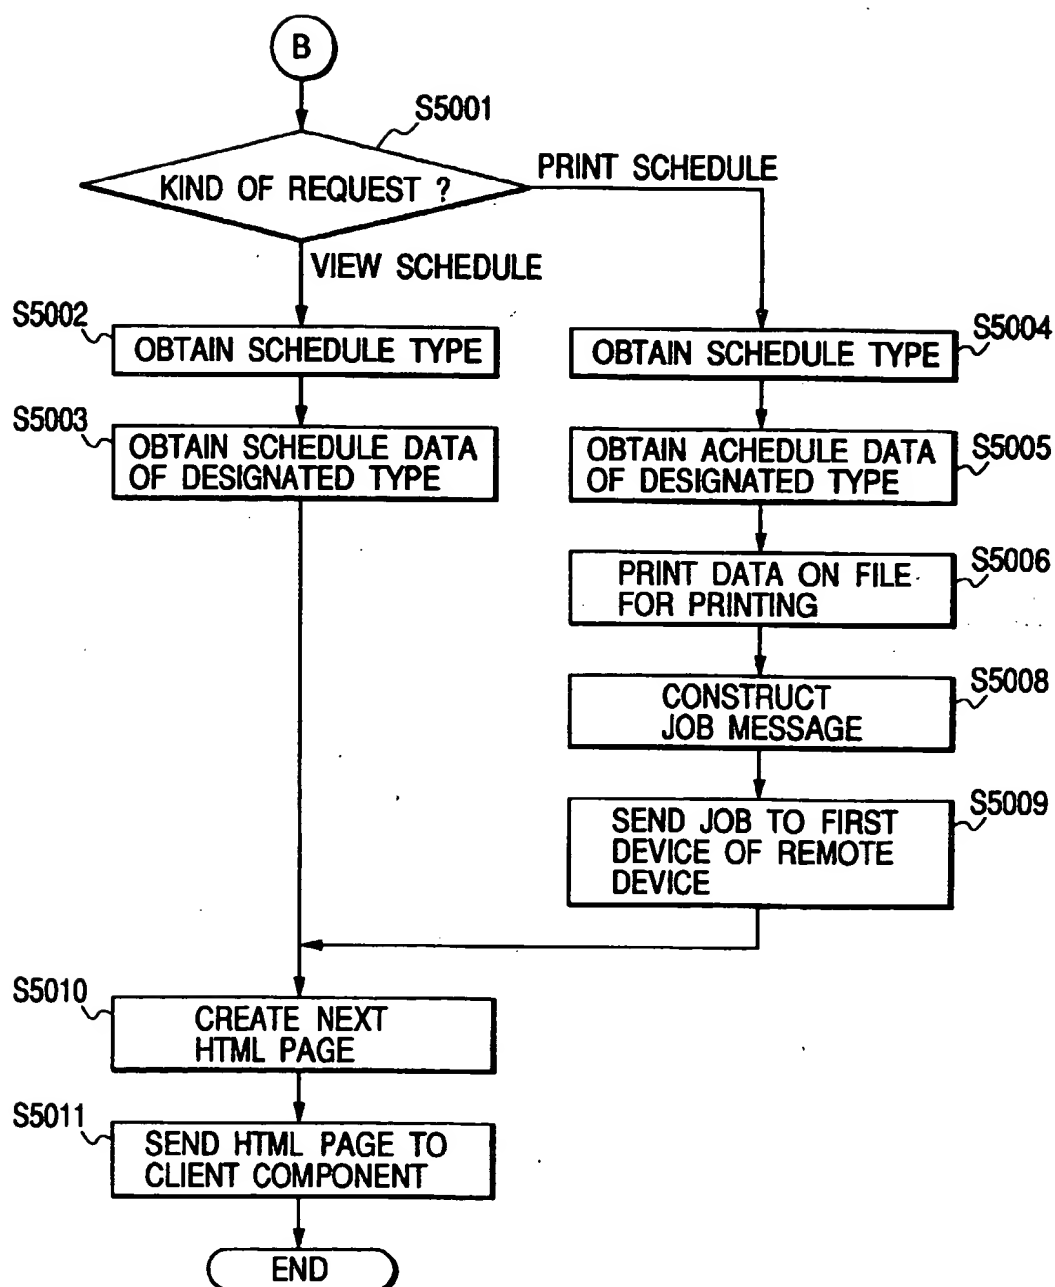 B
S5001
KIND OF REQUEST ?
PRINT SCHEDULE
VIEW SCHEDULE
S5002
OBTAIN SCHEDULE TYPE
S5004
OBTAIN SCHEDULE TYPE
S5003
OBTAIN SCHEDULE DATA
OF DESIGNATED TYPE
S5005
OBTAIN ACHEDULE DATA
OF DESIGNATED TYPE
S5006
PRINT DATA ON FILE
FOR PRINTING
S5008
CONSTRUCT
JOB MESSAGE
S5009
SEND JOB TO FIRST
DEVICE OF REMOTE
DEVICE
S5010
CREATE NEXT
HTML PAGE
S5011
SEND HTML PAGE TO
CLIENT COMPONENT
END